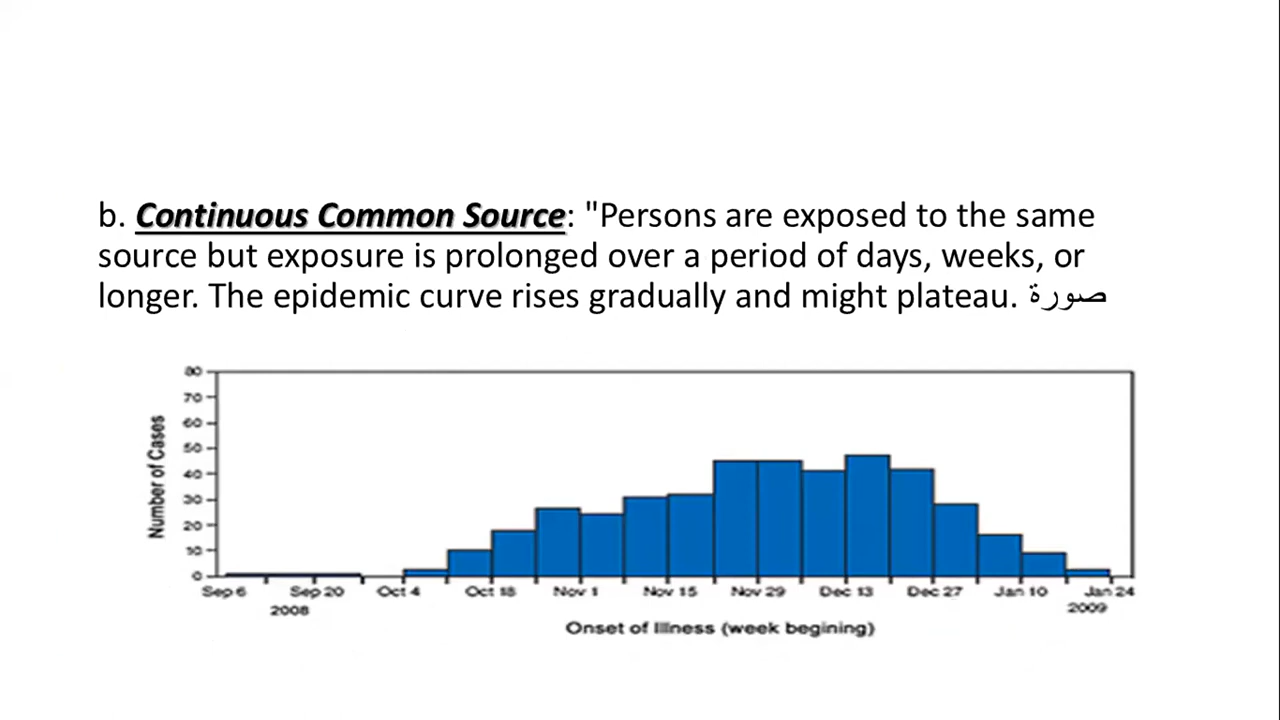 b. Continuous Common Source: "Persons are exposed to the same
source but exposure is prolonged over a period of days, weeks, or
longer. The epidemic curve rises gradually and might plateau. صورة
80
70
60
50
40
30
20
10
0
Number of Cases
Sep 6 Sep 20 Oct 4 Oct 18 Nov 1 Nov 15 Nov 29 Dec 13 Dec 27 Jan 10 Jan 24
2008 2009
Onset of Illness (week begining)